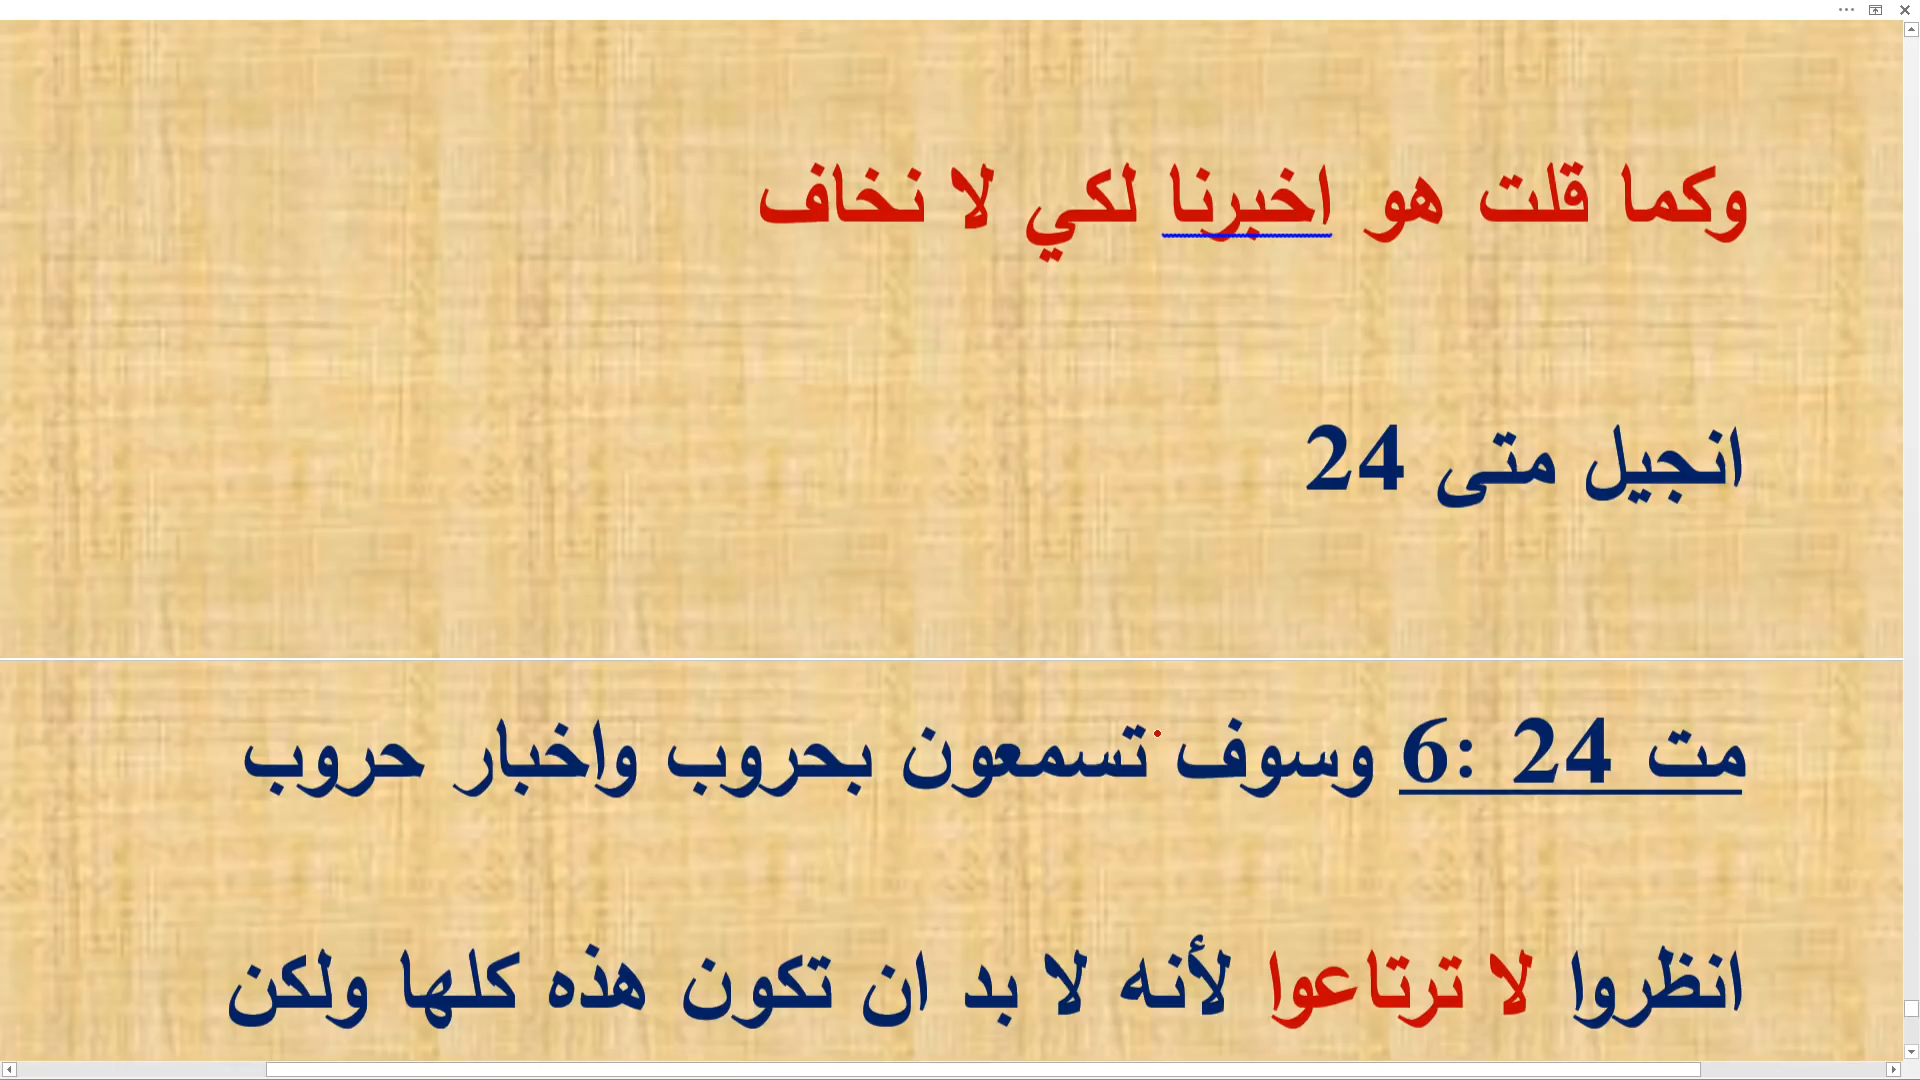 وكما قلت هو اخبرنا لكي لا نخاف
انجيل متى 24
مت 24 :6 وسوف تسمعون بحروب واخبار حروب
انظروا لا ترتاعوا لأنه لا بد ان تكون هذه كلها ولكن